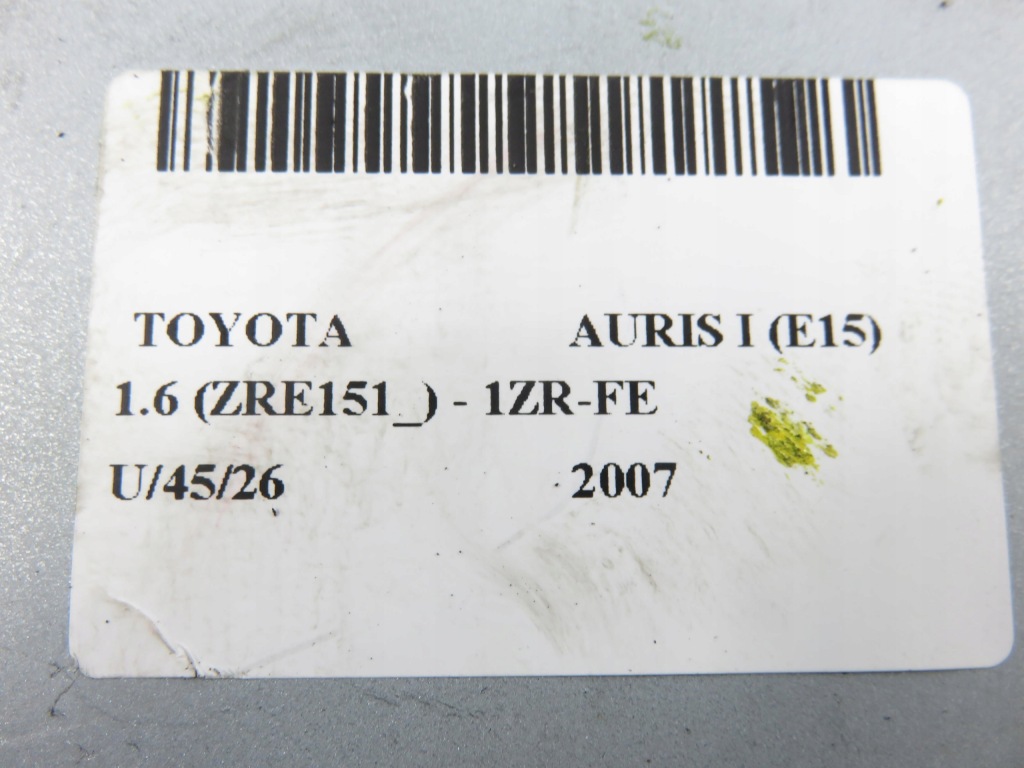 TOYOTA AURIS I (E15)
1.6 (ZRE151_) - 1ZR-FE
U/45/26 2007